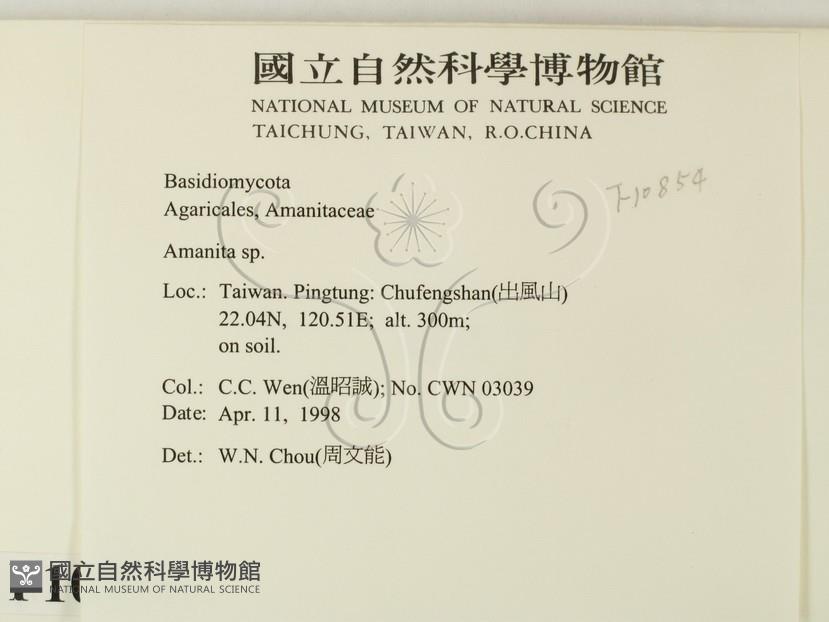 國立自然科學博物館
NATIONAL MUSEUM OF NATURAL SCIENCE
TAICHUNG, TAIWAN, R.O.CHINA
F10854
Basidiomycota
Agaricales, Amanitaceae
Amanita sp.
Loc.: Taiwan. Pingtung: Chufengshan(出風山)
22.04N, 120.51E; alt. 300m;
on soil.
Col.: C.C. Wen(溫昭誠); No. CWN 03039
Date: Apr. 11, 1998
Det.: W.N. Chou(周文能)
國立自然科學博物館
NATIONAL MUSEUM OF NATURAL SCIENCE